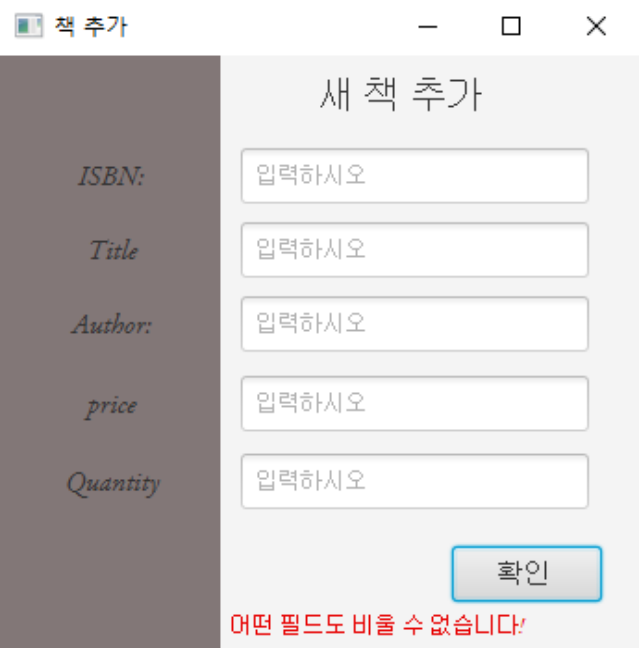 책 추가
새 책 추가
ISBN: 입력하시오
Title 입력하시오
Author: 입력하시오
price 입력하시오
Quantity 입력하시오
확인
어떤 필드도 비울 수 없습니다!